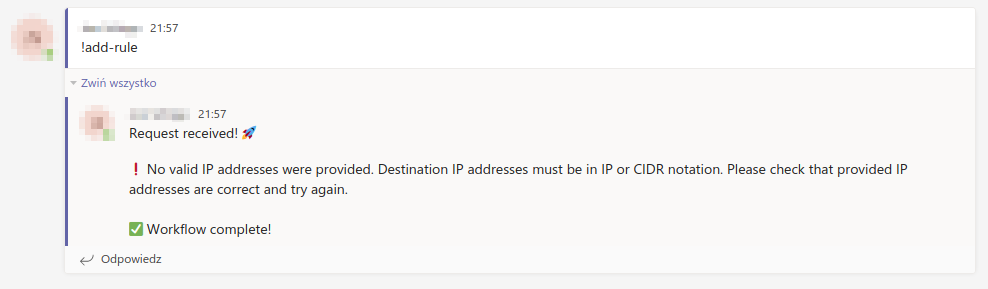 21:57
!add-rule
Zwiń wszystko
21:57
Request received! 🚀
❗ No valid IP addresses were provided. Destination IP addresses must be in IP or CIDR notation. Please check that provided IP
addresses are correct and try again.
✅ Workflow complete!
Odpowiedz